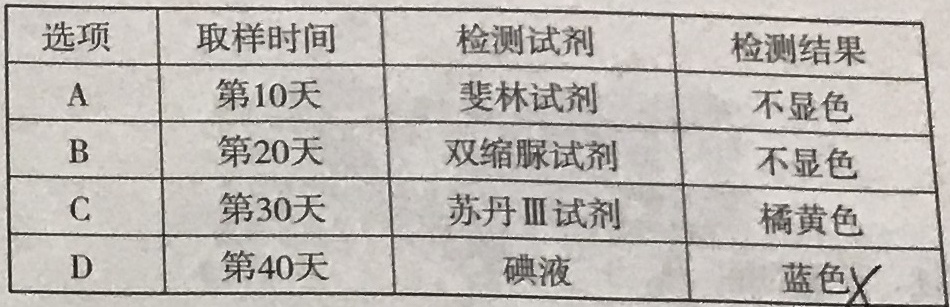 选项 取样时间 检测试剂 检测结果
A 第10天 斐林试剂 不显色
B 第20天 双缩脲试剂 不显色
C 第30天 苏丹Ⅲ试剂 橘黄色
D 第40天 碘液 蓝色